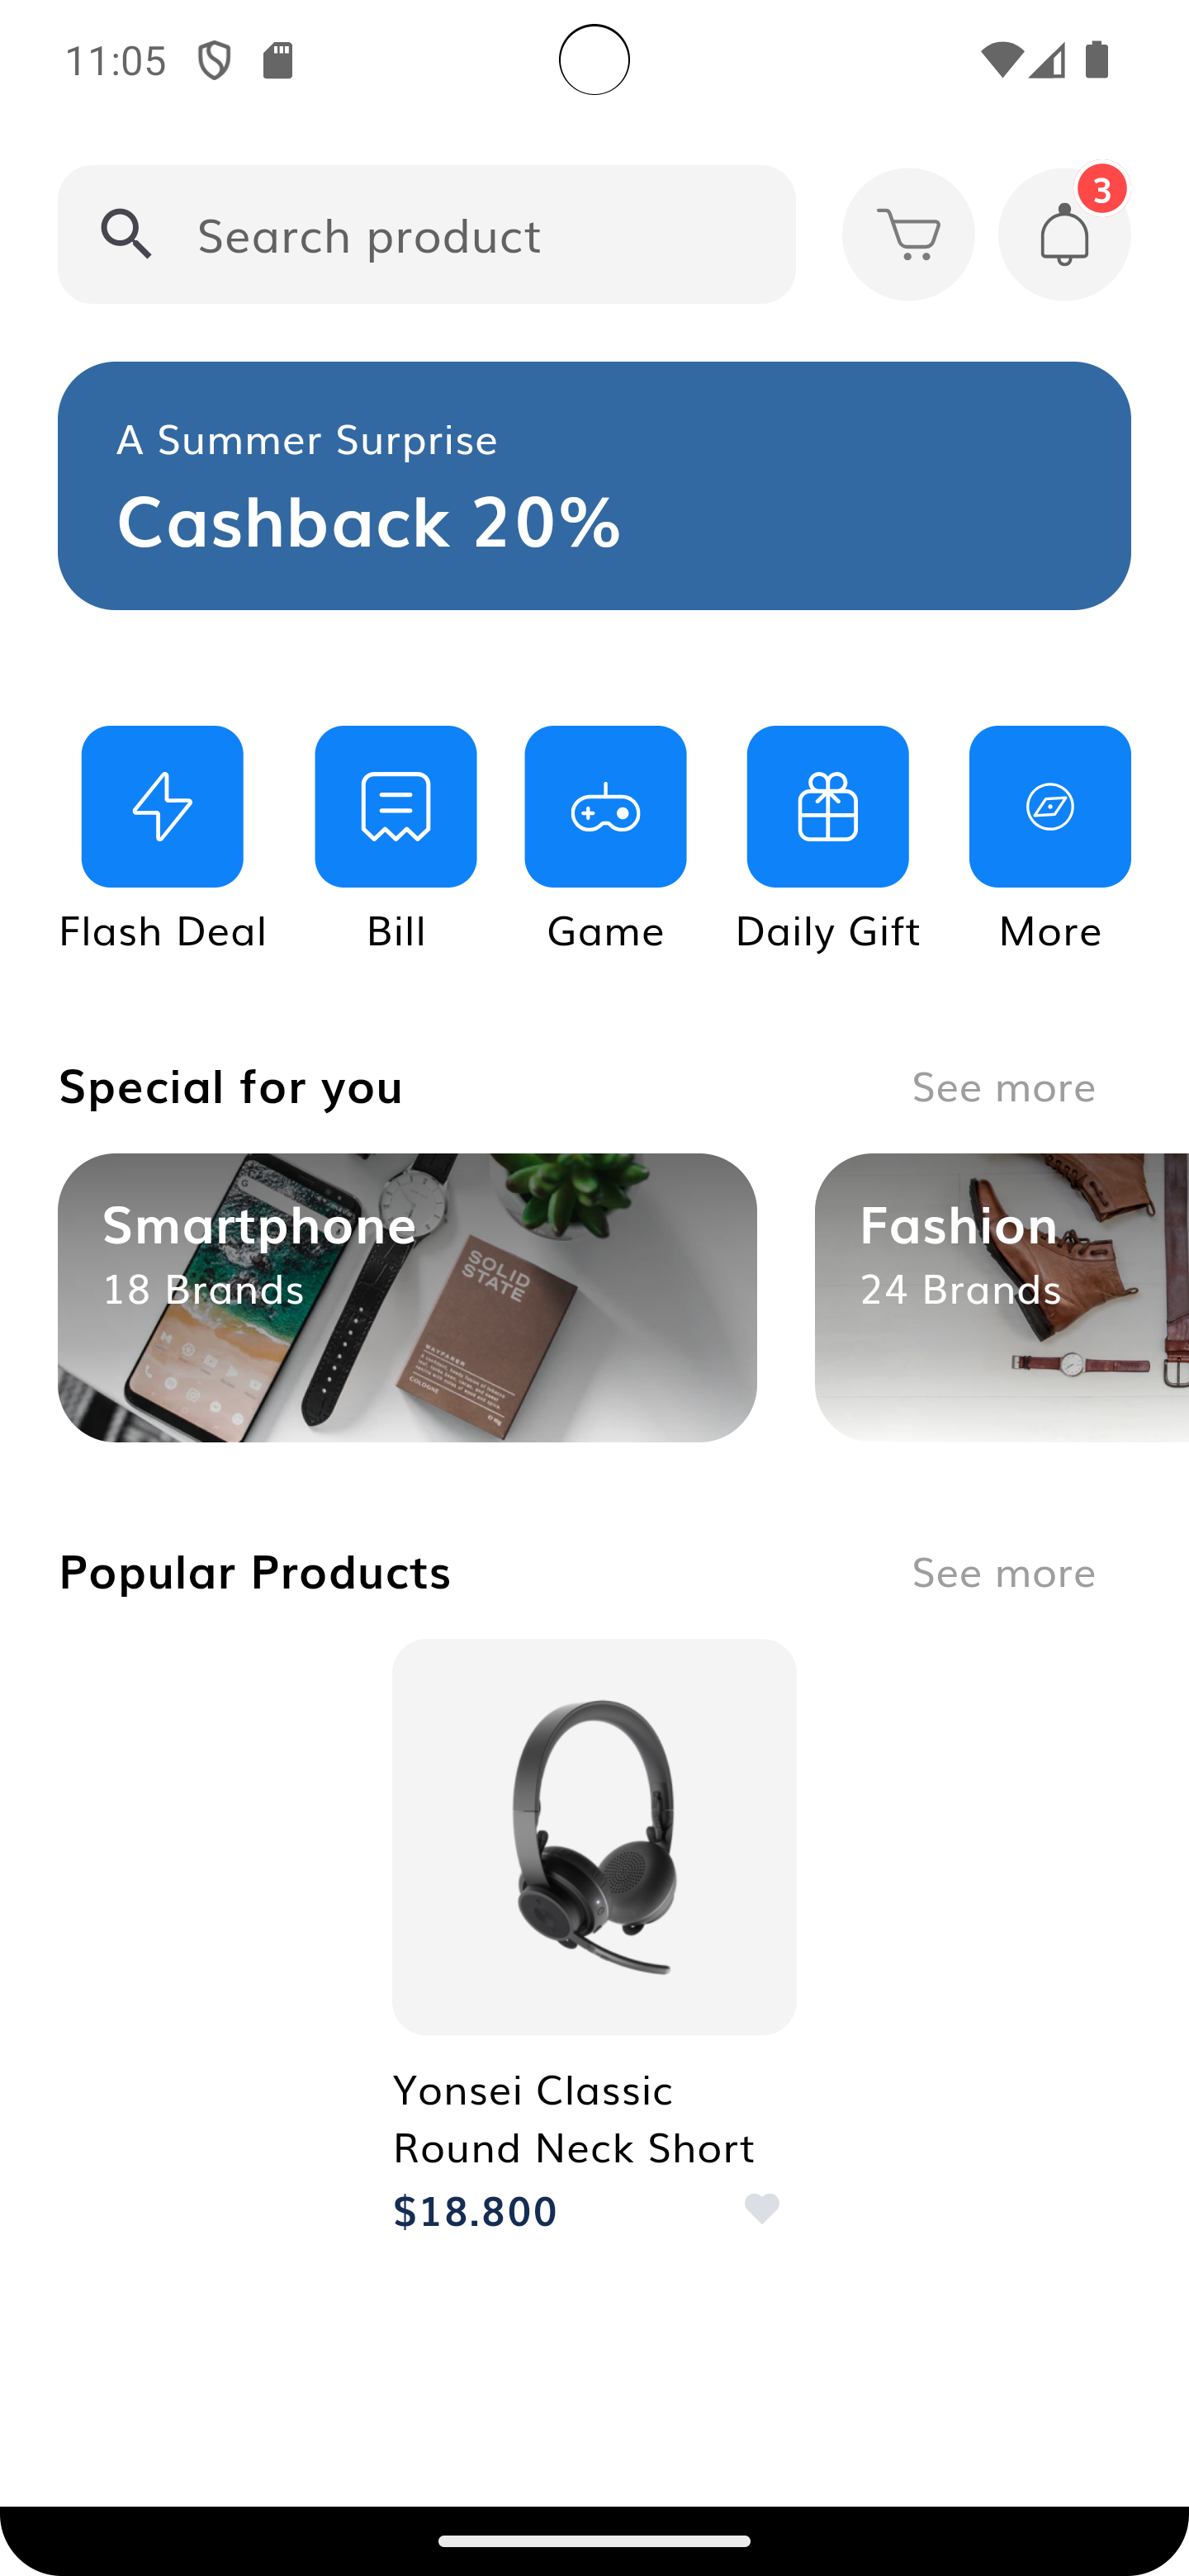 11:05
Search product
3
A Summer Surprise
Cashback 20%
Flash Deal
Bill
Game
Daily Gift
More
Special for you
See more
Smartphone
18 Brands
SOLID
STATE
WAYFARER
COLOGNE
Fashion
24 Brands
Popular Products
See more
Yonsei Classic
Round Neck Short
$18.800